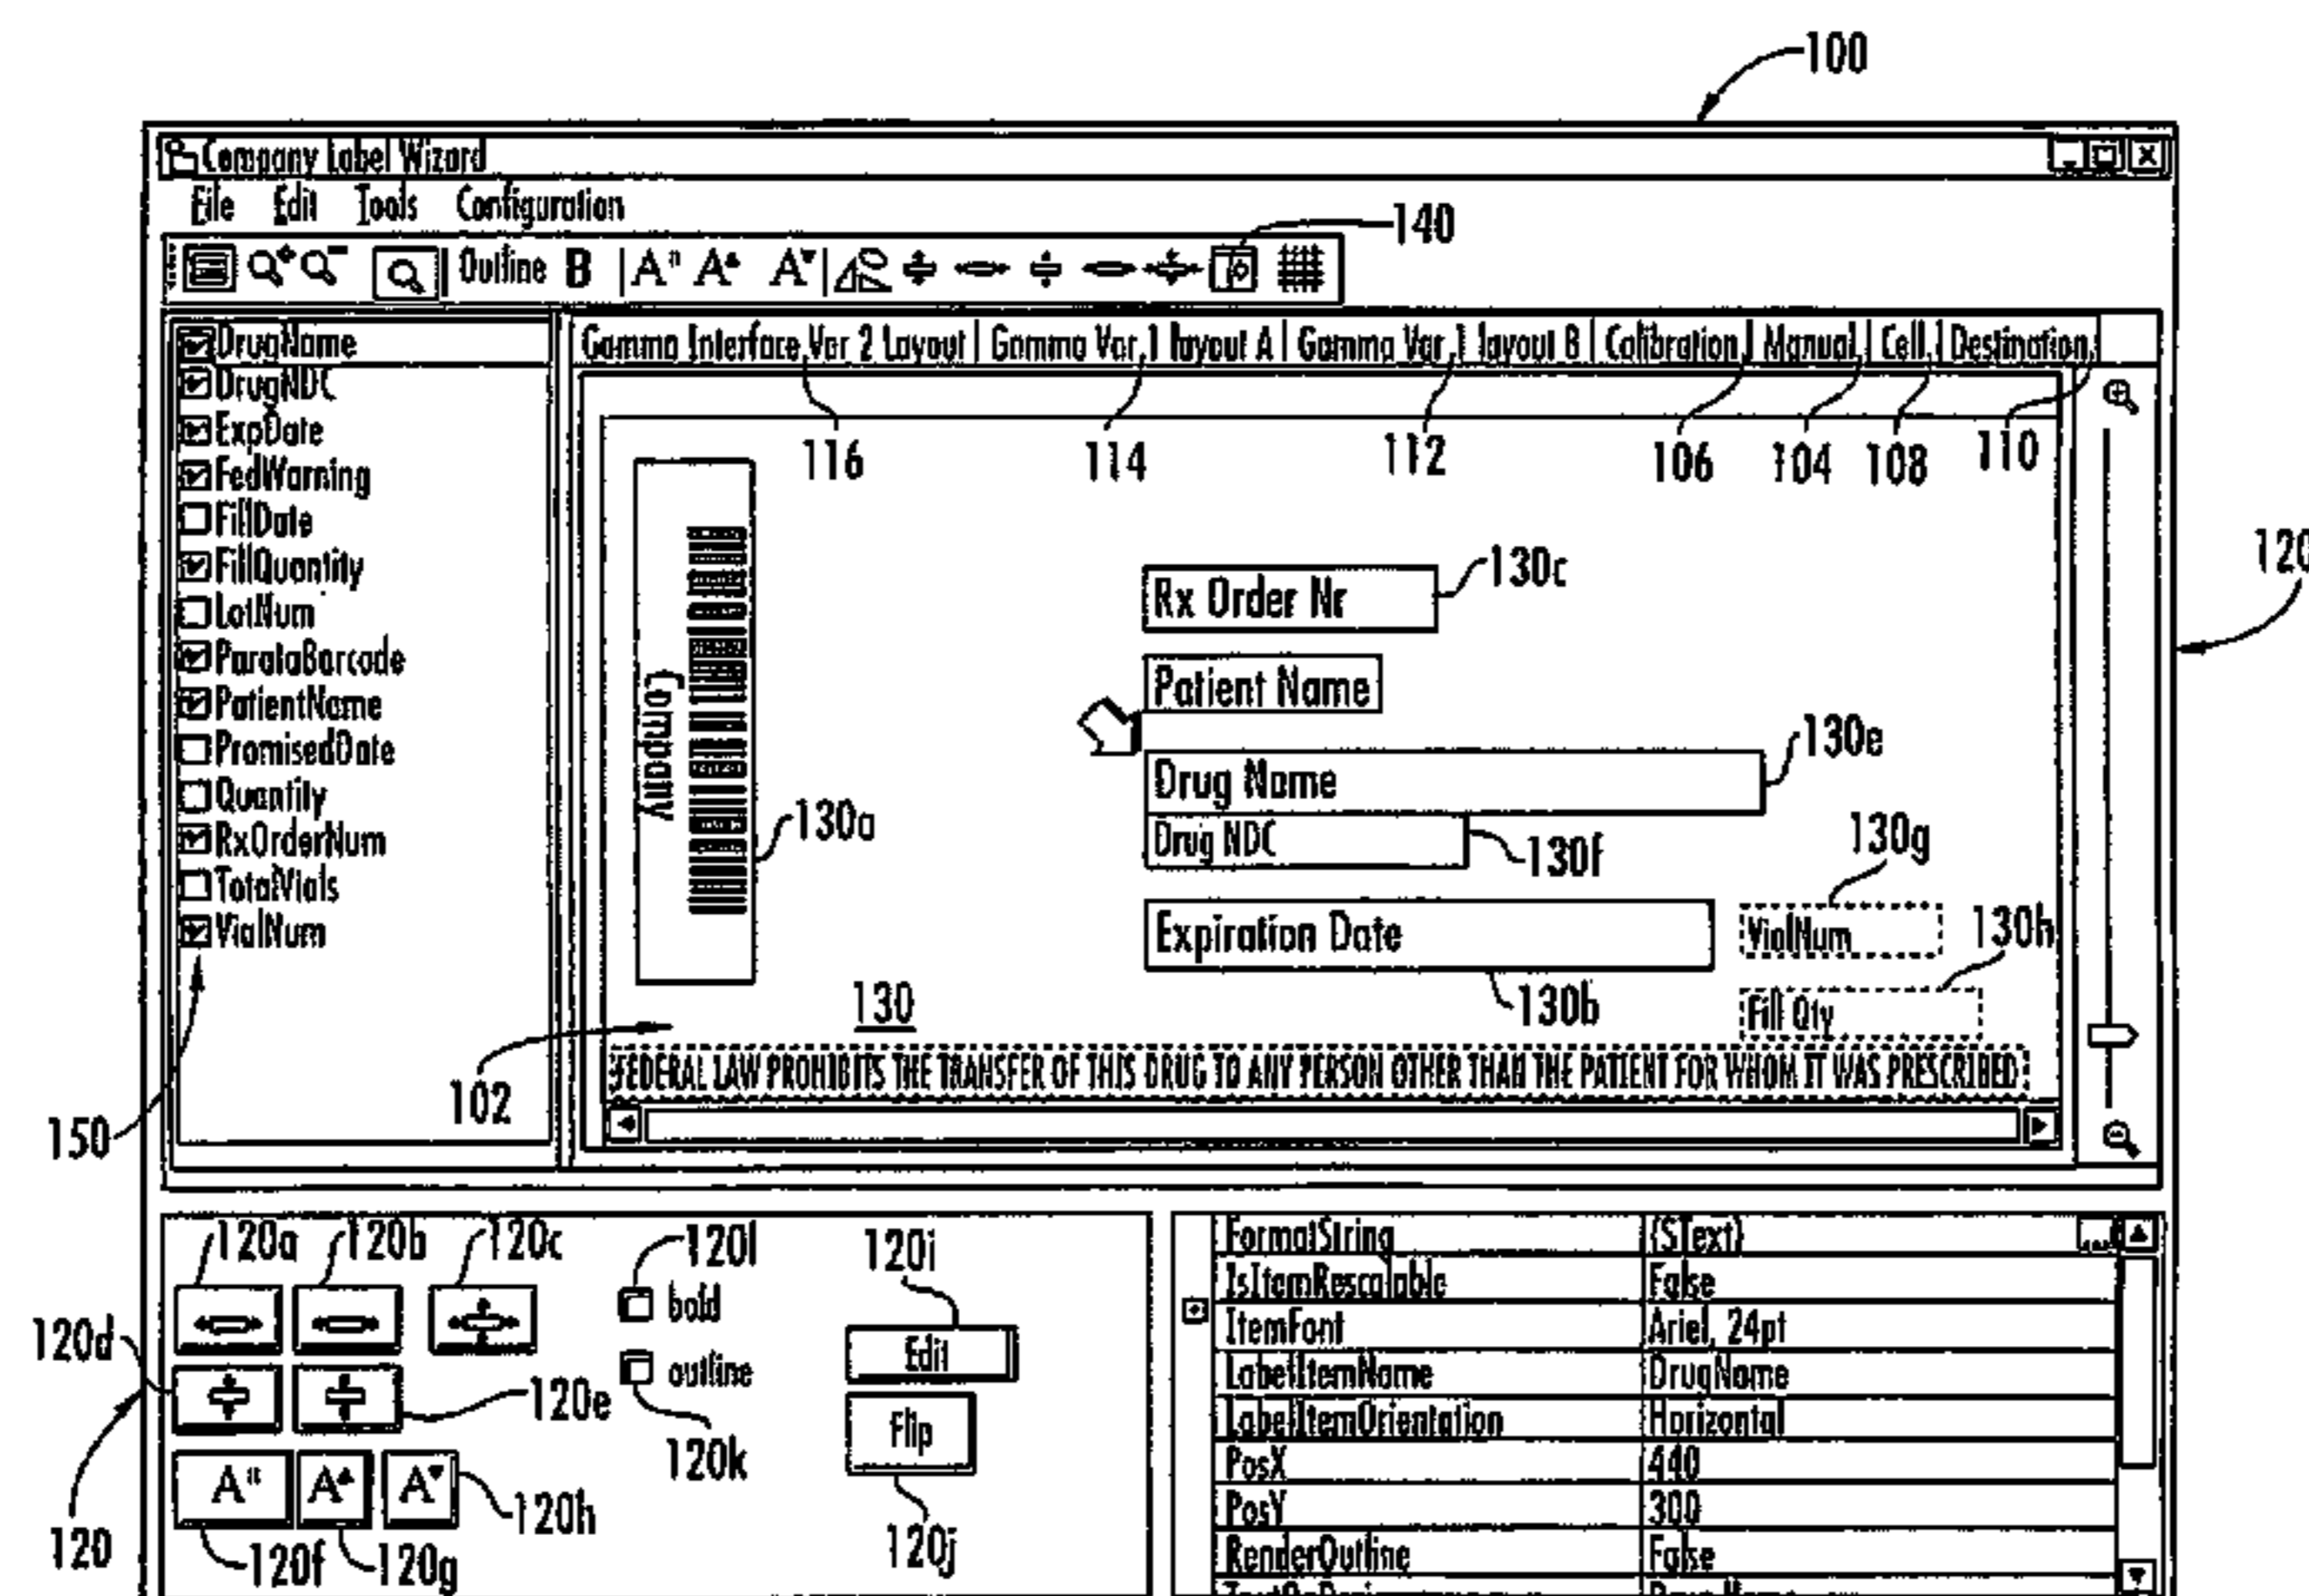 100
Company Label Wizard
File Edit Tools Configuration
140
Outline B A" A A
DrugName
DrugNDC
ExpDate
FedWarning
FillDate
FillQuantity
LotNum
ParataBarcode
PatientName
PromisedDate
Quantity
RxOrderNum
TotalVials
VialNum
150
Gamma Interface Ver 2 Layout Gamma Ver.1 layout A Gamma Ver.1 layout B Calibration Manual Cell Destination
116 114 112 106 104 108 110
120
Company
130a
Rx Order Nr
130c
Patient Name
Drug Name
130e
Drug NDC
130f
130g
Expiration Date
VialNum
130h
130b
Fill Qty
130
102
FEDERAL LAW PROHIBITS THE TRANSFER OF THIS DRUG TO ANY PERSON OTHER THAN THE PATIENT FOR WHOM IT WAS PRESCRIBED
120a 120b 120c 120l 120i
bold
120d
Edit
outline
120e
Flip
120k
A" A A
120h
120
120f 120g 120j
FormatString {SText} ...
IsItemRescalable False
ItemFont Ariel, 24pt
LabelItemName DrugName
LabelItemOrientation Horizontal
PosX 440
PosY 300
RenderOutline False